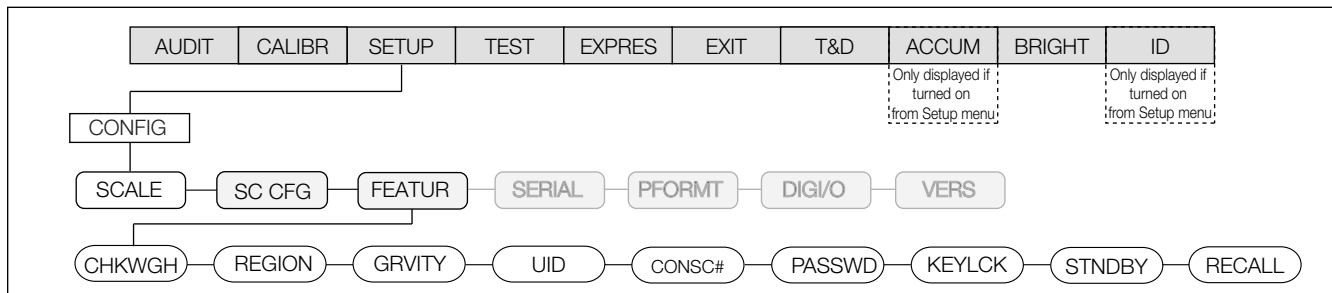 AUDIT CALIBR SETUP TEST EXPRES EXIT T&D ACCUM BRIGHT ID
Only displayed if
turned on
from Setup menu
Only displayed if
turned on
from Setup menu
CONFIG
SCALE SC CFG FEATUR SERIAL PFORMT DIGI/O VERS
CHKWGH REGION GRVITY UID CONSC# PASSWD KEYLCK STNDBY RECALL